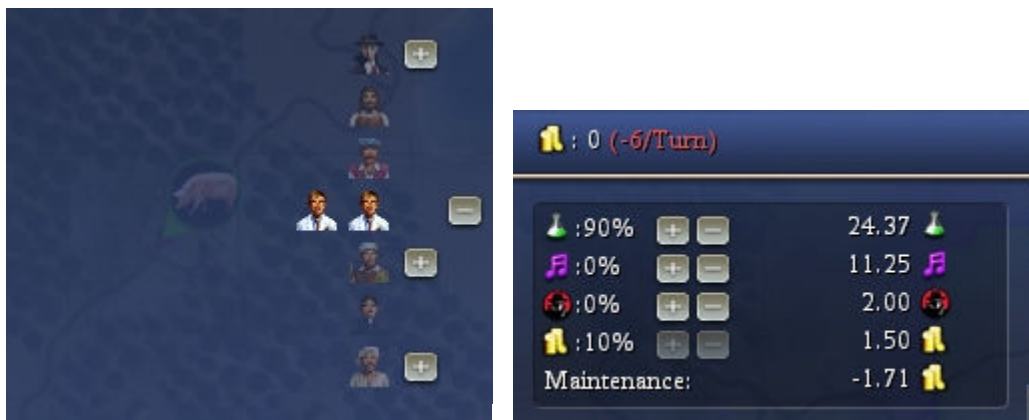 : 0 (-6/Turn)
:90% 24.37
:0% 11.25
:0% 2.00
:10% 1.50
Maintenance: -1.71